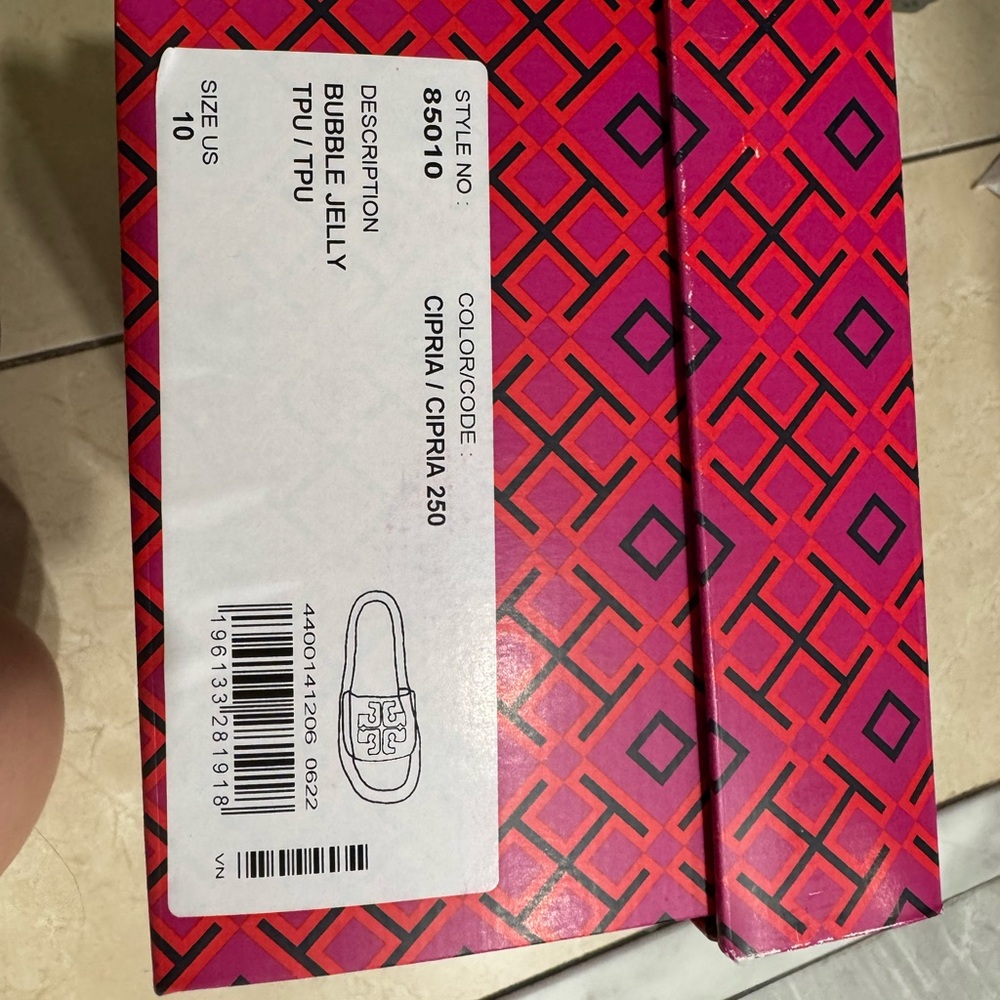 STYLE NO :
85010
COLOR/CODE :
CIPRIA / CIPRIA 250
DESCRIPTION
BUBBLE JELLY
TPU / TPU
SIZE US
10
4400141206 0622
196133281918
VN